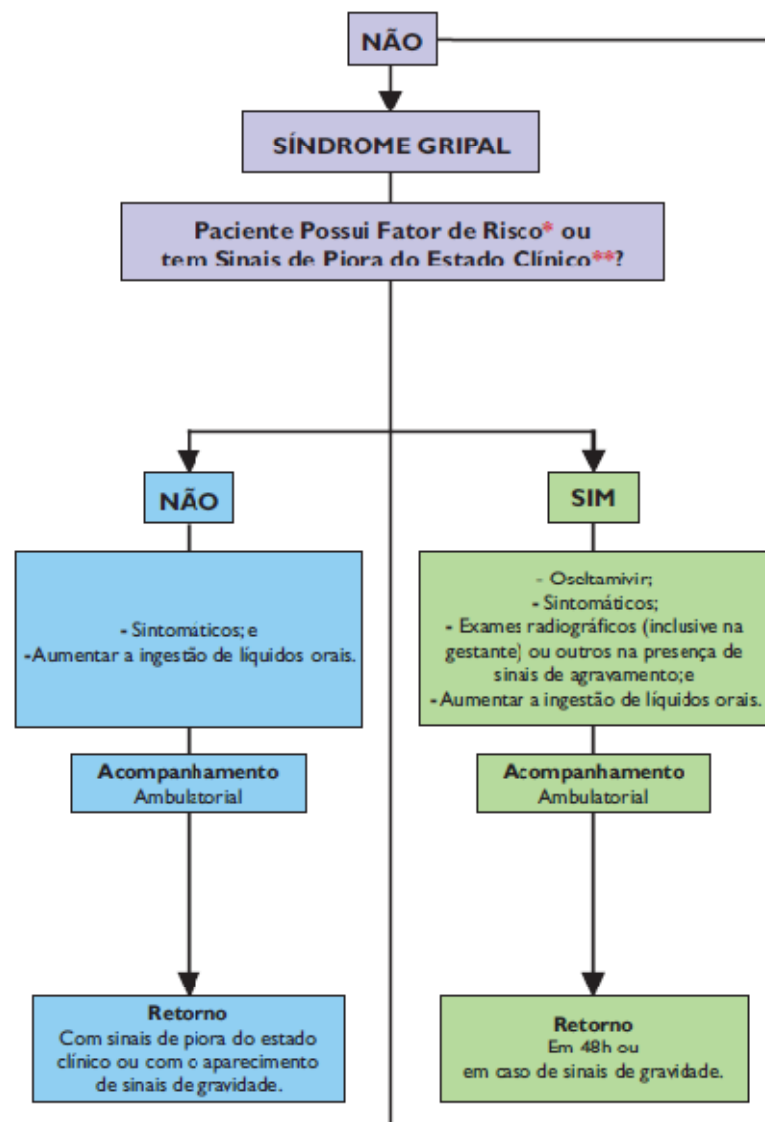 NÃO
SÍNDROME GRIPAL
Paciente Possui Fator de Risco* ou
tem Sinais de Piora do Estado Clínico**?
NÃO
- Sintomáticos; e
-Aumentar a ingestão de líquidos orais.
Acompanhamento
Ambulatorial
Retorno
Com sinais de piora do estado
clínico ou com o aparecimento
de sinais de gravidade.
SIM
- Oseltamivir;
- Sintomáticos;
- Exames radiográficos (inclusive na
gestante) ou outros na presença de
sinais de agravamento;e
-Aumentar a ingestão de líquidos orais.
Acompanhamento
Ambulatorial
Retorno
Em 48h ou
em caso de sinais de gravidade.